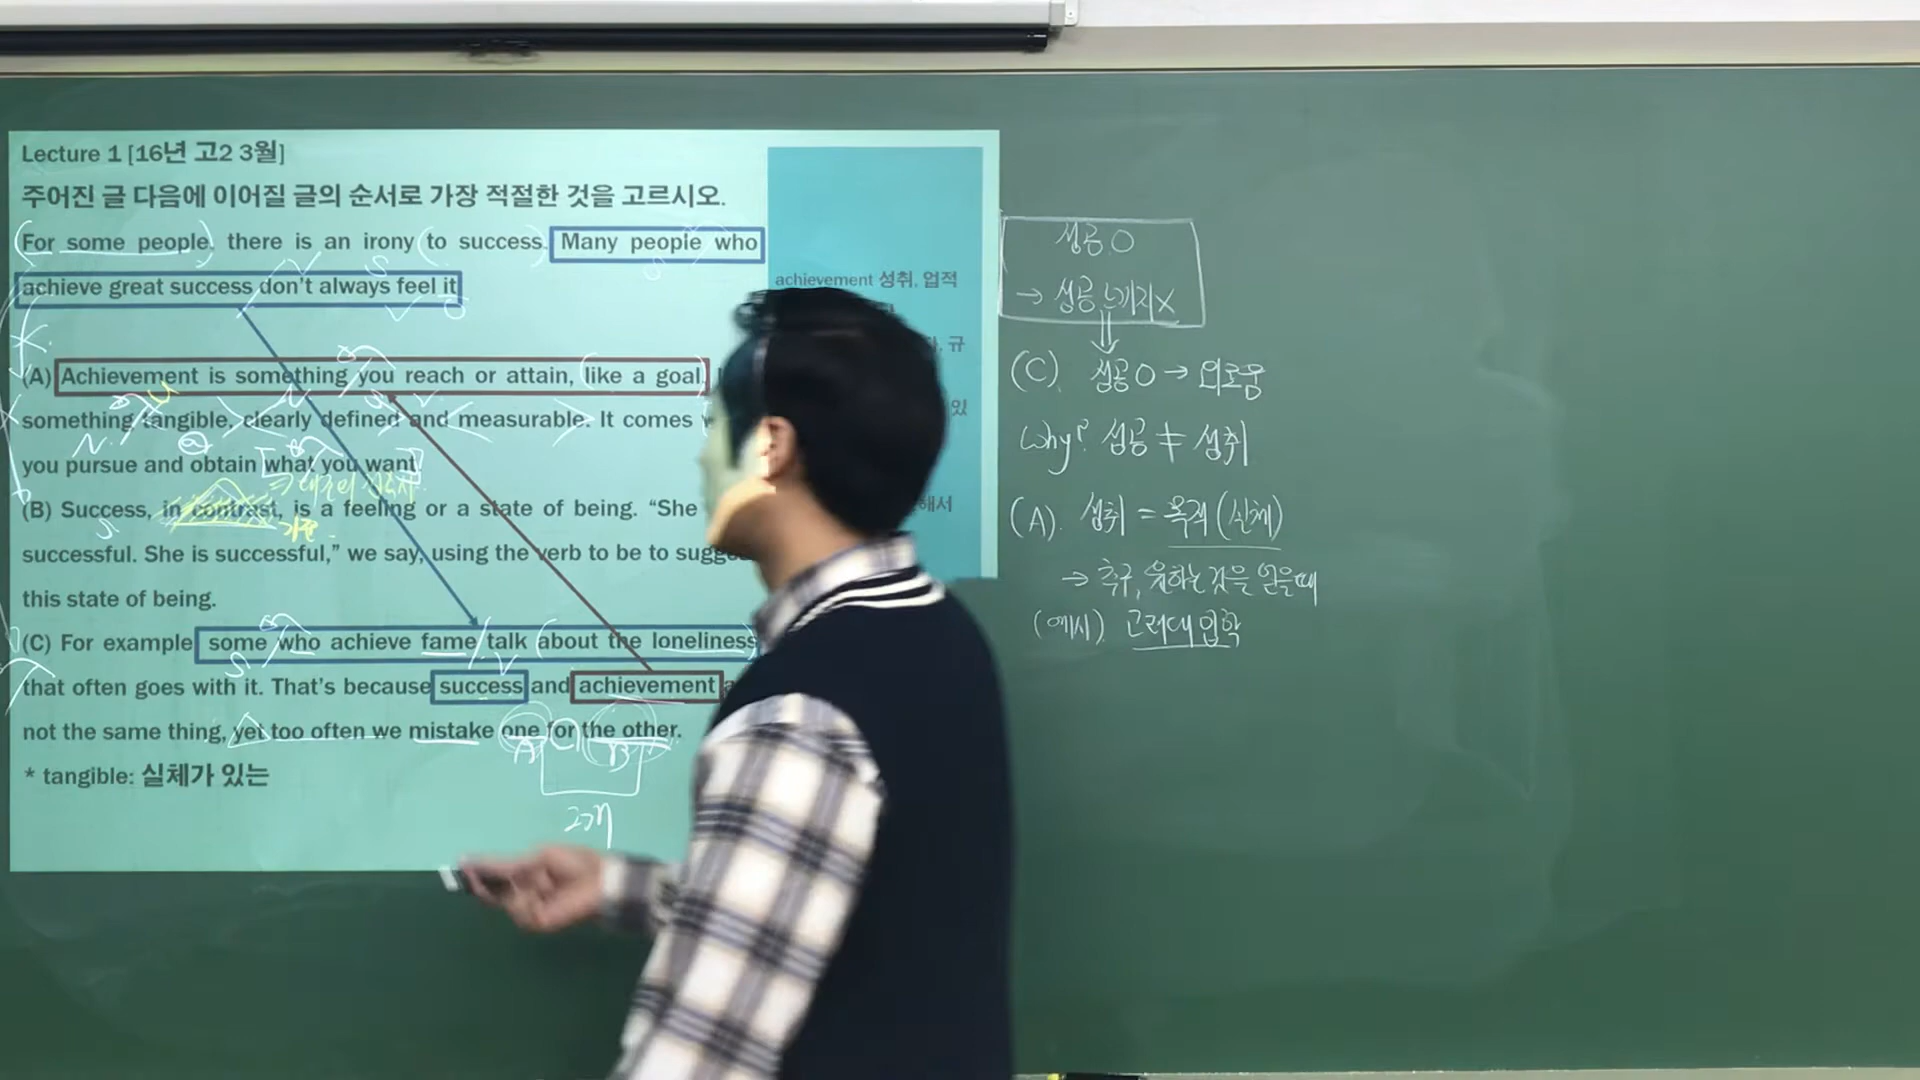 Lecture 1 [16년 고2 3월]
주어진 글 다음에 이어질 글의 순서로 가장 적절한 것을 고르시오.
For some people, there is an irony to success. Many people who
achieve great success don't always feel it
(A) Achievement is something you reach or attain, like a goal.
something tangible, clearly defined and measurable. It comes
you pursue and obtain what you want.
(B) Success, in contrast, is a feeling or a state of being. “She
successful. She is successful,” we say, using the verb to be to
this state of being.
(C) For example some who achieve fame talk about the loneliness
that often goes with it. That's because success and achievement
not the same thing, yet too often we mistake one for the other.
* tangible: 실체가 있는
achievement 성취, 업적
규
있
해서
S
V
O
N
a
A
B
2개
성공 O
→ 성공 느끼지 X
(C). 성공 O → 외로움
Why? 성공 ≠ 성취
(A). 성취 = 목적 (실체)
→ 추구, 원하는 것을 얻을 때
(예시) 고려대 입학